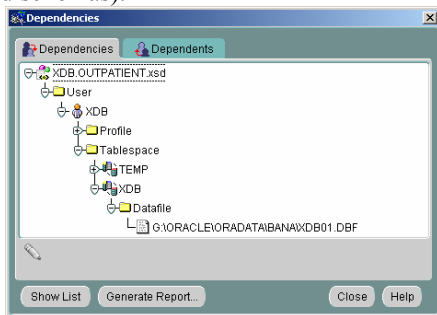 Dependencies
Dependencies Dependents
XDB.OUTPATIENT.xsd
User
XDB
Profile
Tablespace
TEMP
XDB
Datafile
G:\ORACLE\ORADATA\BANA\XDB01.DBF
Show List Generate Report... Close Help